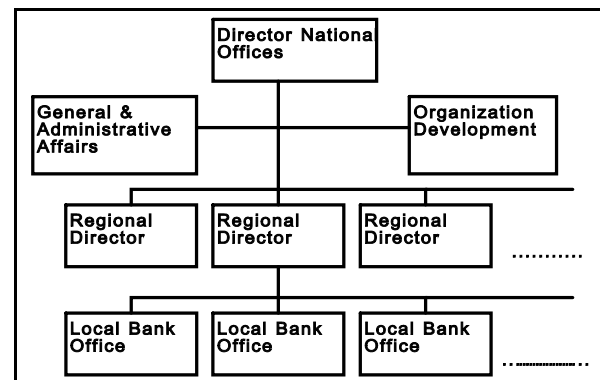 Director Nationa
Offices
General &
Administrative
Affairs
Organization
Development
Regional
Director
Regional
Director
Regional
Director
...........
Local Bank
Office
Local Bank
Office
Local Bank
Office